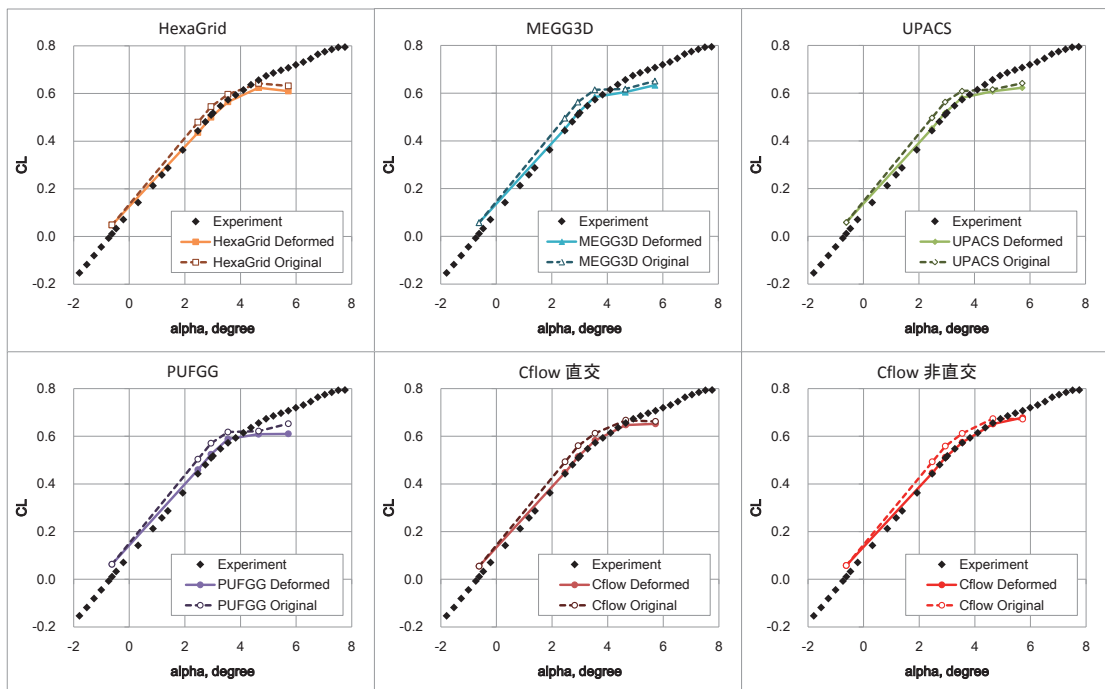 HexaGrid
0.8
0.6
0.4
0.2
0.0
-0.2
CL
-2
0
2
4
6
8
alpha, degree
Experiment
HexaGrid Deformed
HexaGrid Original
MEGG3D
0.8
0.6
0.4
0.2
0.0
-0.2
CL
-2
0
2
4
6
8
alpha, degree
Experiment
MEGG3D Deformed
MEGG3D Original
UPACS
0.8
0.6
0.4
0.2
0.0
-0.2
CL
-2
0
2
4
6
8
alpha, degree
Experiment
UPACS Deformed
UPACS Original
PUFGG
0.8
0.6
0.4
0.2
0.0
-0.2
CL
-2
0
2
4
6
8
alpha, degree
Experiment
PUFGG Deformed
PUFGG Original
Cflow 直交
0.8
0.6
0.4
0.2
0.0
-0.2
CL
-2
0
2
4
6
8
alpha, degree
Experiment
Cflow Deformed
Cflow Original
Cflow 非直交
0.8
0.6
0.4
0.2
0.0
-0.2
CL
-2
0
2
4
6
8
alpha, degree
Experiment
Cflow Deformed
Cflow Original